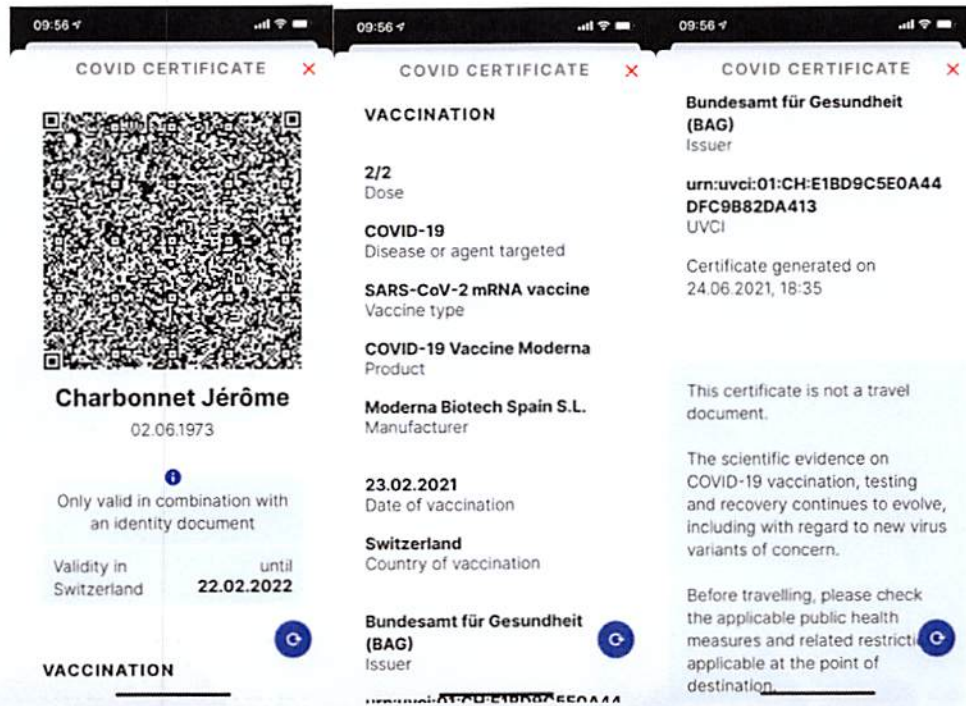 09:56
COVID CERTIFICATE
Charbonnet Jérôme
02.06.1973
Only valid in combination with
an identity document
Validity in until
Switzerland 22.02.2022
VACCINATION
09:56
COVID CERTIFICATE
VACCINATION
2/2
Dose
COVID-19
Disease or agent targeted
SARS-CoV-2 mRNA vaccine
Vaccine type
COVID-19 Vaccine Moderna
Product
Moderna Biotech Spain S.L.
Manufacturer
23.02.2021
Date of vaccination
Switzerland
Country of vaccination
Bundesamt für Gesundheit
(BAG)
Issuer
urn:uvci:01:CH:E1BD9C5E0A44
09:56
COVID CERTIFICATE
Bundesamt für Gesundheit
(BAG)
Issuer
urn:uvci:01:CH:E1BD9C5E0A44
DFC9B82DA413
UVCI
Certificate generated on
24.06.2021, 18:35
This certificate is not a travel
document.
The scientific evidence on
COVID-19 vaccination, testing
and recovery continues to evolve,
including with regard to new virus
variants of concern.
Before travelling, please check
the applicable public health
measures and related
applicable at the point of
destination.